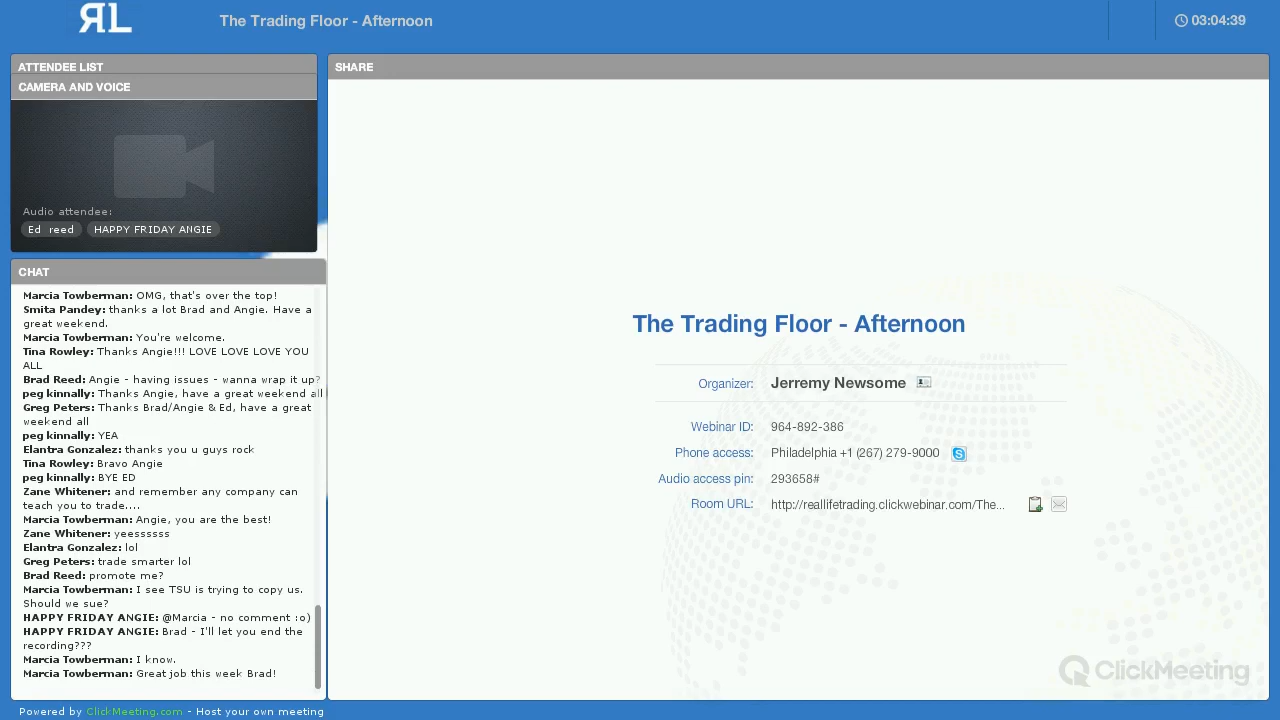 RL
The Trading Floor - Afternoon
03:04:39
ATTENDEE LIST
CAMERA AND VOICE
Audio attendee:
Ed reed
HAPPY FRIDAY ANGIE
CHAT
Marcia Towberman: OMG, that's over the top!
Smita Pandey: thanks a lot Brad and Angie. Have a
great weekend.
Marcia Towberman: You're welcome.
Tina Rowley: Thanks Angie!!! LOVE LOVE LOVE YOU
ALL
Brad Reed: Angie - having issues - wanna wrap it up?
peg kinnally: Thanks Angie, have a great weekend all
Greg Peters: Thanks Brad/Angie & Ed, have a great
weekend all
peg kinnally: YEA
Elantra Gonzalez: thanks you u guys rock
Tina Rowley: Bravo Angie
peg kinnally: BYE ED
Zane Whitener: and remember any company can
teach you to trade....
Marcia Towberman: Angie, you are the best!
Zane Whitener: yeessssss
Elantra Gonzalez: lol
Greg Peters: trade smarter lol
Brad Reed: promote me?
Marcia Towberman: I see TSU is trying to copy us.
Should we sue?
HAPPY FRIDAY ANGIE: @Marcia - no comment :o)
HAPPY FRIDAY ANGIE: Brad - I'll let you end the
recording???
Marcia Towberman: I know.
Marcia Towberman: Great job this week Brad!
Powered by ClickMeeting.com - Host your own meeting
SHARE
The Trading Floor - Afternoon
Organizer: Jerremy Newsome
Webinar ID: 964-892-386
Phone access: Philadelphia +1 (267) 279-9000
Audio access pin: 293658#
Room URL: http://reallifetrading.clickwebinar.com/The...
ClickMeeting